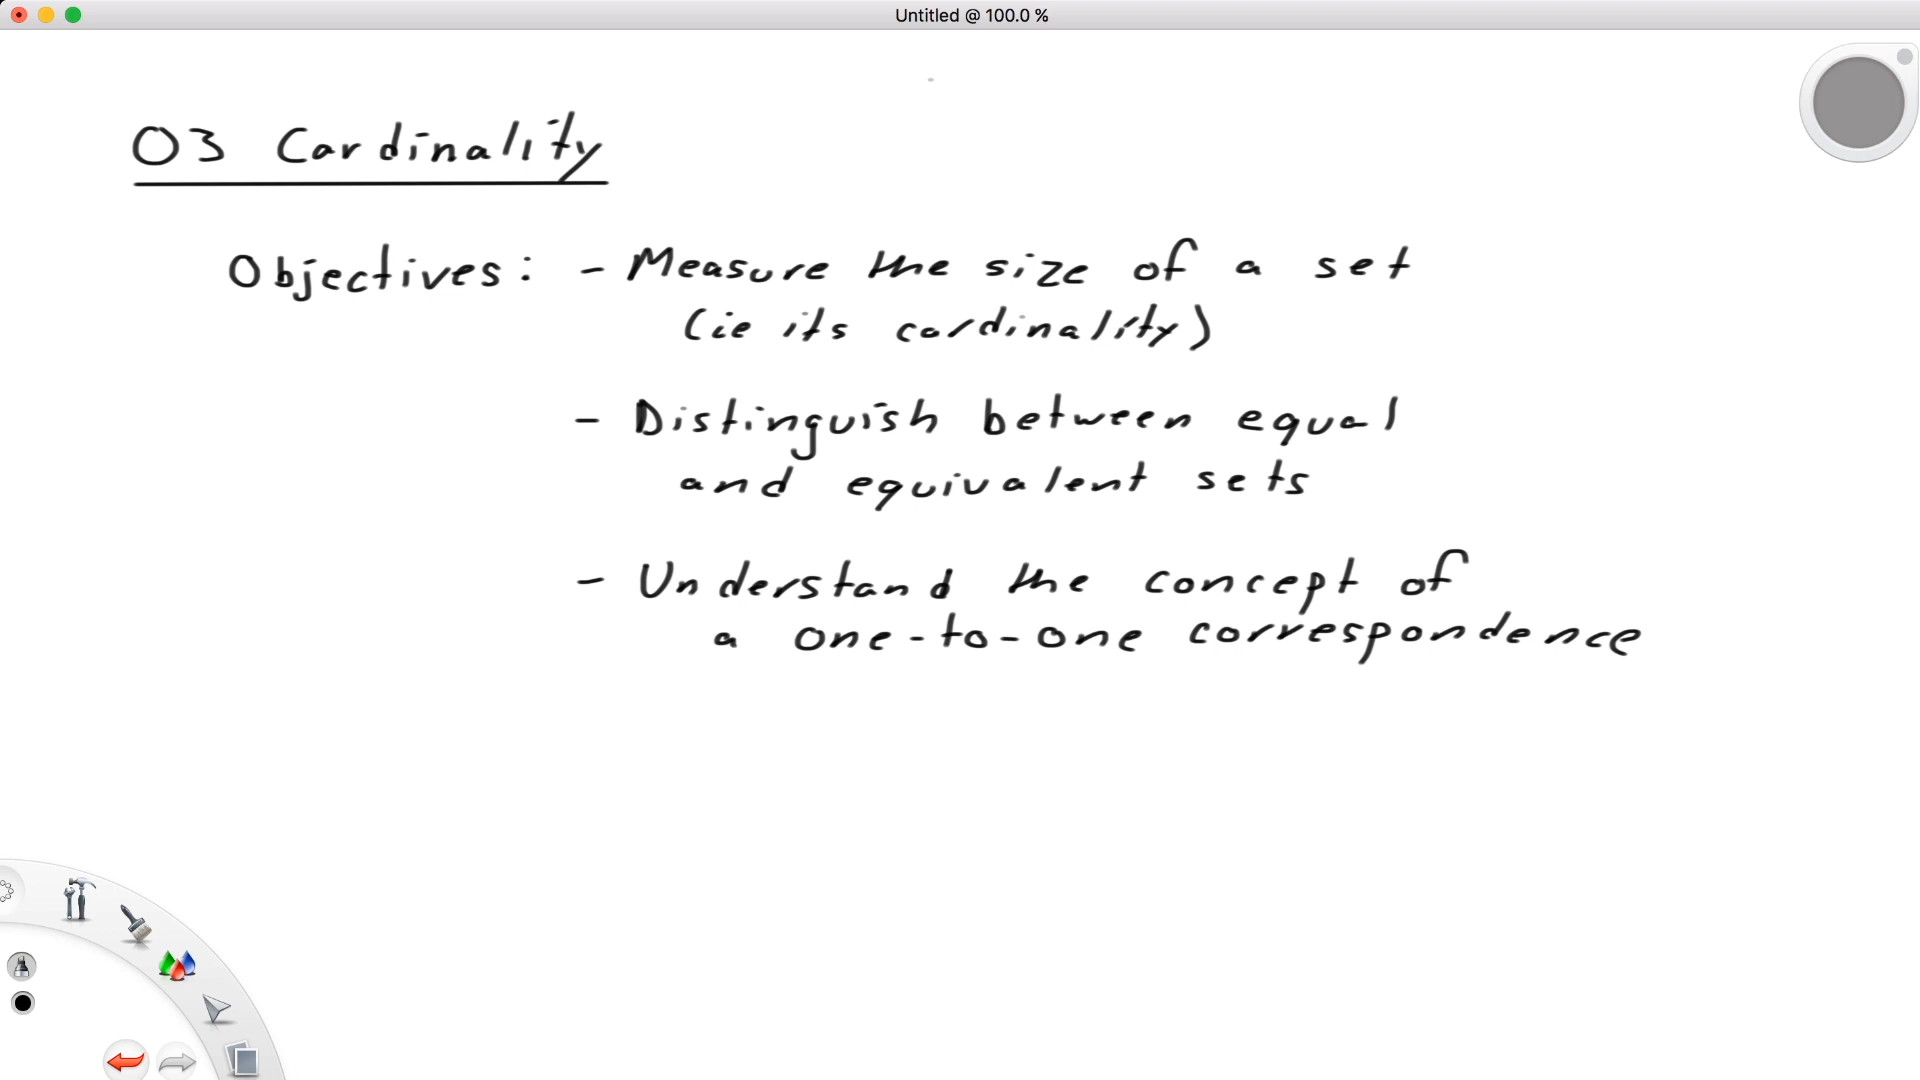 Untitled @ 100.0 %
03 Cardinality
Objectives: - Measure the size of a set
(ie its cardinality)
- Distinguish between equal
and equivalent sets
- Understand the concept of
a one-to-one correspondence